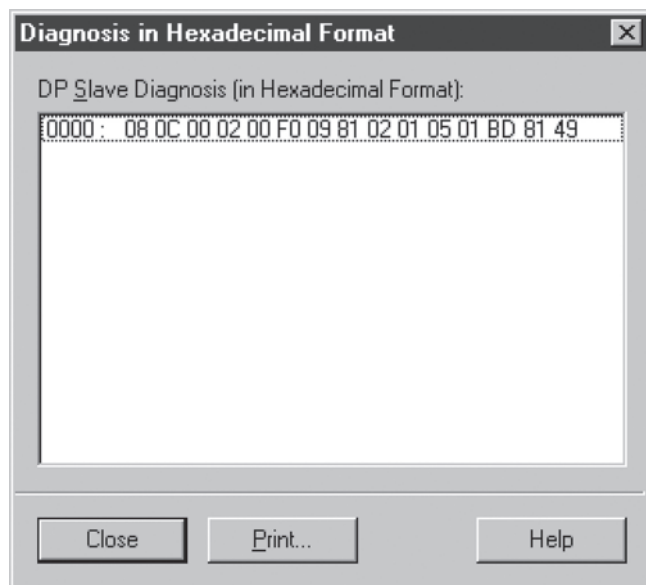 Diagnosis in Hexadecimal Format
DP Slave Diagnosis (in Hexadecimal Format):
0000 : 08 0C 00 02 00 F0 09 81 02 01 05 01 BD 81 49
Close Print... Help